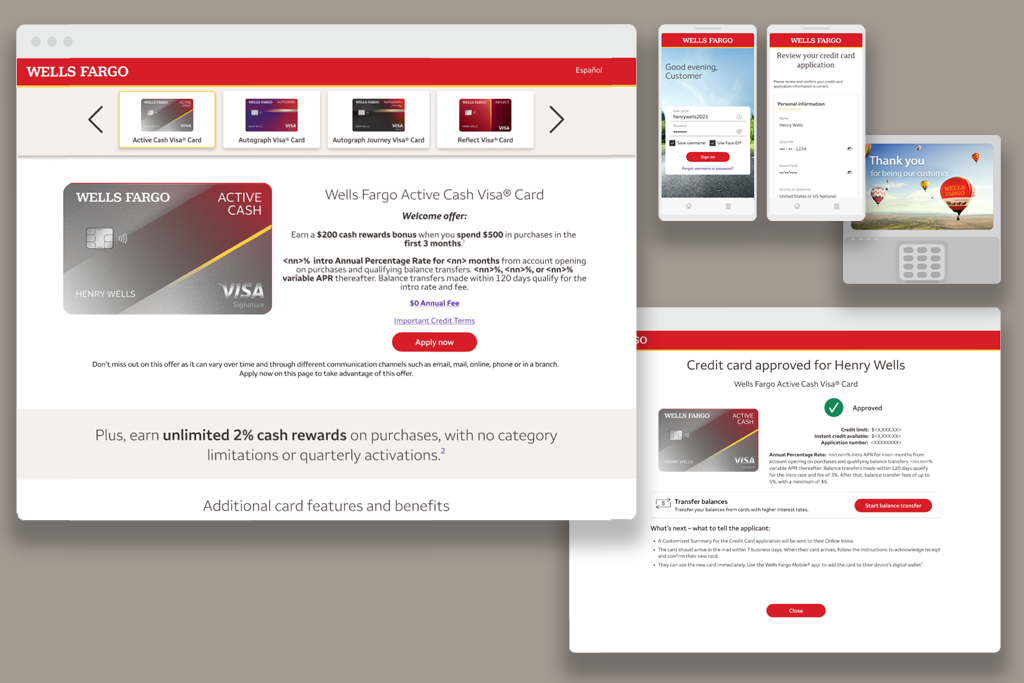 WELLS FARGO
Español
Active Cash Visa® Card
Autograph Visa® Card
Autograph Journey Visa® Card
Reflect Visa® Card
WELLS FARGO
ACTIVE
CASH
HENRY WELLS
VISA
Signature
Wells Fargo Active Cash Visa® Card
Welcome offer:
Earn a $200 cash rewards bonus when you spend $500 in purchases in the
first 3 months.
<nn>% intro Annual Percentage Rate for <nn> months from account opening
on purchases and qualifying balance transfers. <nn>%, <nn>%, or <nn>%
variable APR thereafter. Balance transfers made within 120 days qualify for the
intro rate and fee.
$0 Annual Fee
Important Credit Terms
Apply now
Don't miss out on this offer as it can vary over time and through different communication channels such as email, mail, online, phone or in a branch.
Apply now on this page to take advantage of this offer.
Plus, earn unlimited 2% cash rewards on purchases, with no category
limitations or quarterly activations.2
Additional card features and benefits
WELLS FARGO
Good evening,
Customer
henrywells2021
Password
Save username
Use Face ID®
Sign on
Forgot username or password?
WELLS FARGO
Review your credit card
application
Please review and confirm your credit card
application information is correct.
Personal information
Name
Henry Wells
1234
Date of birth
Country of citizenship
United States or US National
Thank you
for being our customer
WELLS
FARGO
GO
Credit card approved for Henry Wells
Wells Fargo Active Cash Visa® Card
WELLS FARGO
ACTIVE
CASH
HENRY WELLS
VISA
Approved
Credit limit: $<X,XXX.XX>
Instant credit available: $<X,XXX.XX>
Application number: <XXXXXXXX>
Annual Percentage Rate: <nn.nn>% intro APR for <nn> months from
account opening on purchases and qualifying balance transfers. <nn.nn>%
variable APR thereafter. Balance transfers made within 120 days qualify
for the intro rate and fee of 3%. After that, balance transfer fees of up to
5%, with a minimum of $5.
Transfer balances
Transfer your balances from cards with higher interest rates.
Start balance transfer
What's next – what to tell the applicant:
• A Customized Summary for the Credit Card application will be sent to their Online Inbox.
• The card should arrive in the mail within 7 business days. When their card arrives, follow the instructions to acknowledge receipt
and confirm their new card.
• They can use the new card immediately. Use the Wells Fargo Mobile® app to add the card to their device's digital wallet.
Close